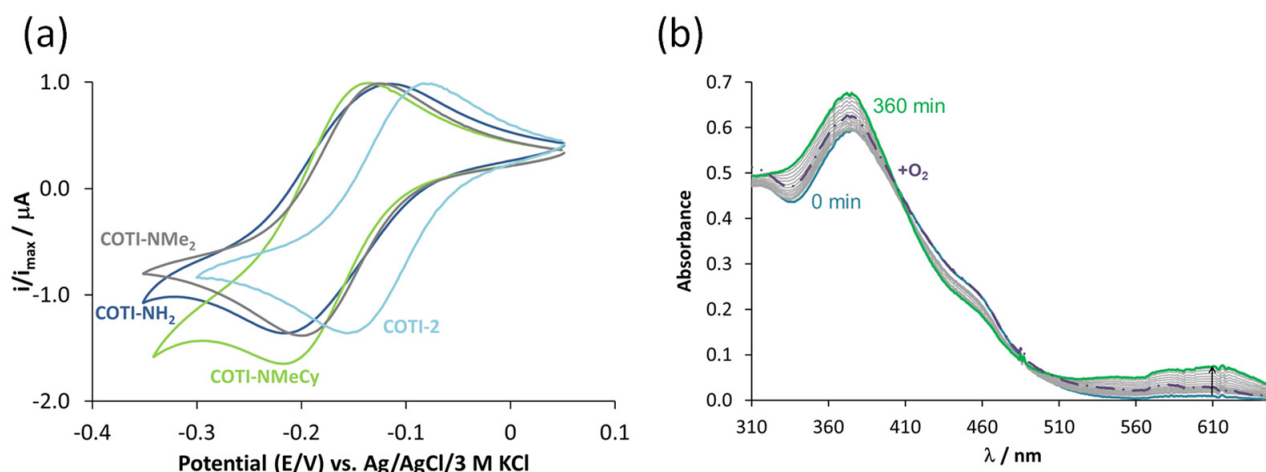 (a)
(b)
1.0
0.0
-1.0
-2.0
i/iₘₐₓ / μA
COTI-NMe₂
COTI-NH₂
COTI-NMeCy
COTI-2
-0.4 -0.3 -0.2 -0.1 0 0.1
Potential (E/V) vs. Ag/AgCl/3 M KCl
0.7
0.6
0.5
0.4
0.3
0.2
0.1
0.0
Absorbance
360 min
+O₂
0 min
310 360 410 460 510 560 610
λ / nm